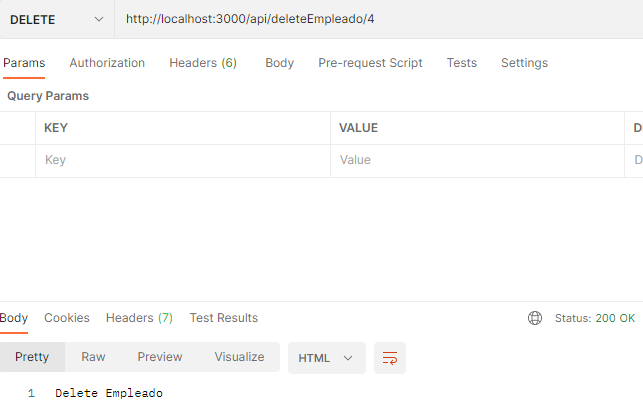 DELETE http://localhost:3000/api/deleteEmpleado/4
Params Authorization Headers (6) Body Pre-request Script Tests Settings
Query Params
KEY VALUE D
Key Value D
Body Cookies Headers (7) Test Results Status: 200 OK
Pretty Raw Preview Visualize HTML
1 Delete Empleado